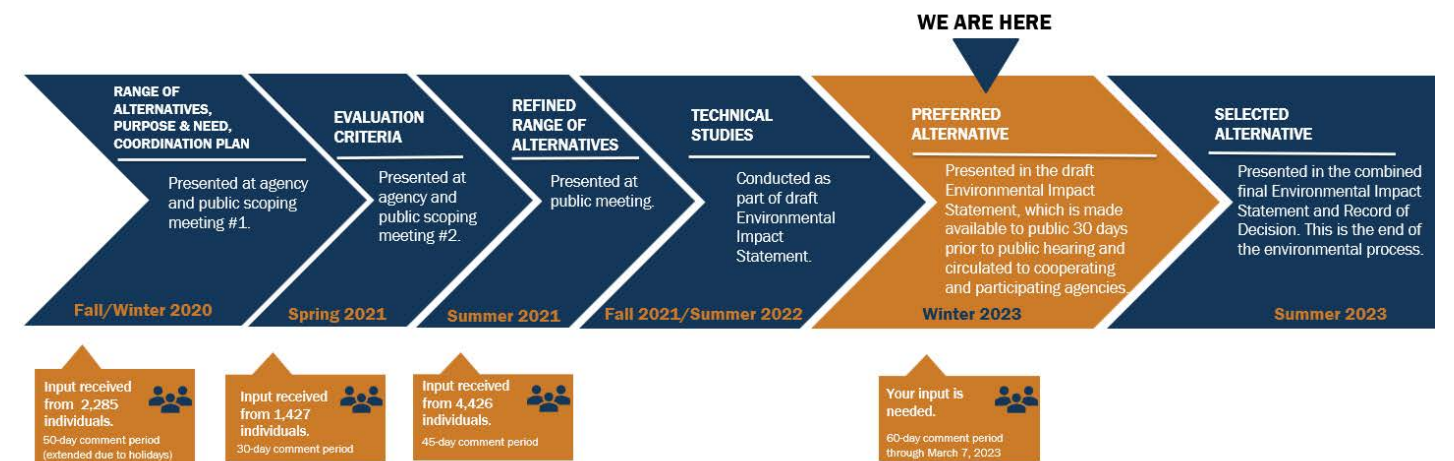 WE ARE HERE
RANGE OF
ALTERNATIVES,
PURPOSE & NEED,
COORDINATION PLAN
Presented at agency
and public scoping
meeting #1.
Fall/Winter 2020
EVALUATION
CRITERIA
Presented at
agency and
public scoping
meeting #2.
Spring 2021
REFINED
RANGE OF
ALTERNATIVES
Presented at
public meeting.
Summer 2021
TECHNICAL
STUDIES
Conducted as
part of draft
Environmental
Impact
Statement.
Fall 2021/Summer 2022
PREFERRED
ALTERNATIVE
Presented in the draft
Environmental Impact
Statement, which is made
available to public 30 days
prior to public hearing and
circulated to cooperating
and participating agencies.
Winter 2023
SELECTED
ALTERNATIVE
Presented in the combined
final Environmental Impact
Statement and Record of
Decision. This is the end of
the environmental process.
Summer 2023
Input received
from 2,285
individuals.
50-day comment period
(extended due to holidays)
Input received
from 1,427
individuals.
30-day comment period
Input received
from 4,426
individuals.
45-day comment period
Your input is
needed.
60-day comment period
through March 7, 2023